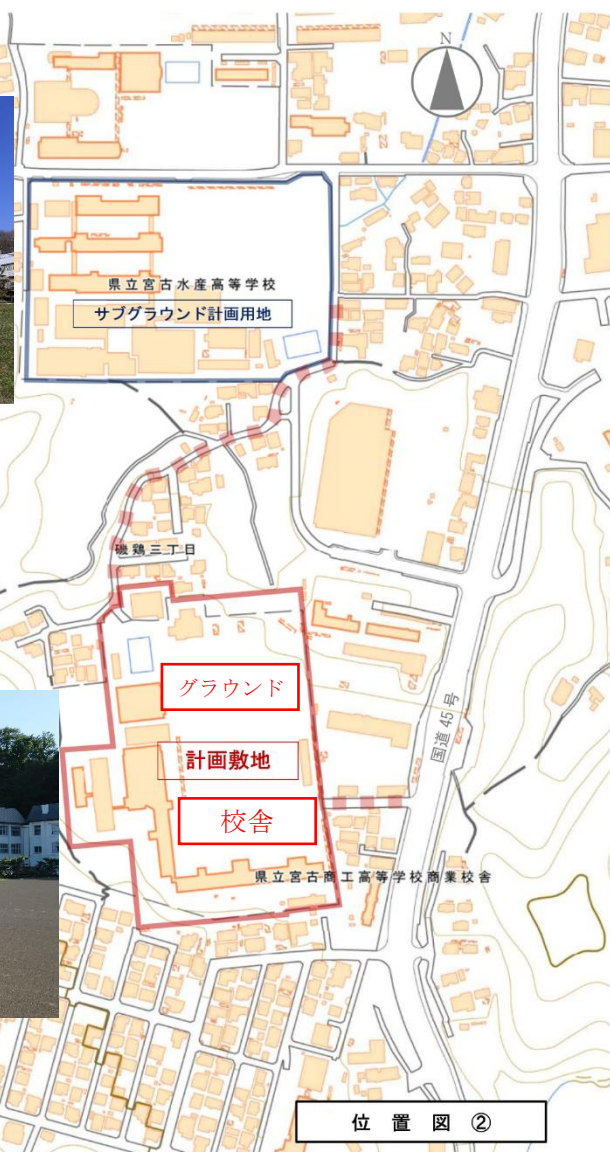 N
県立宮古水産高等学校
サブグラウンド計画用地
磯鶏三丁目
グラウンド
計画敷地
校舎
国道45号
県立宮古商工高等学校商業校舎
位置図②